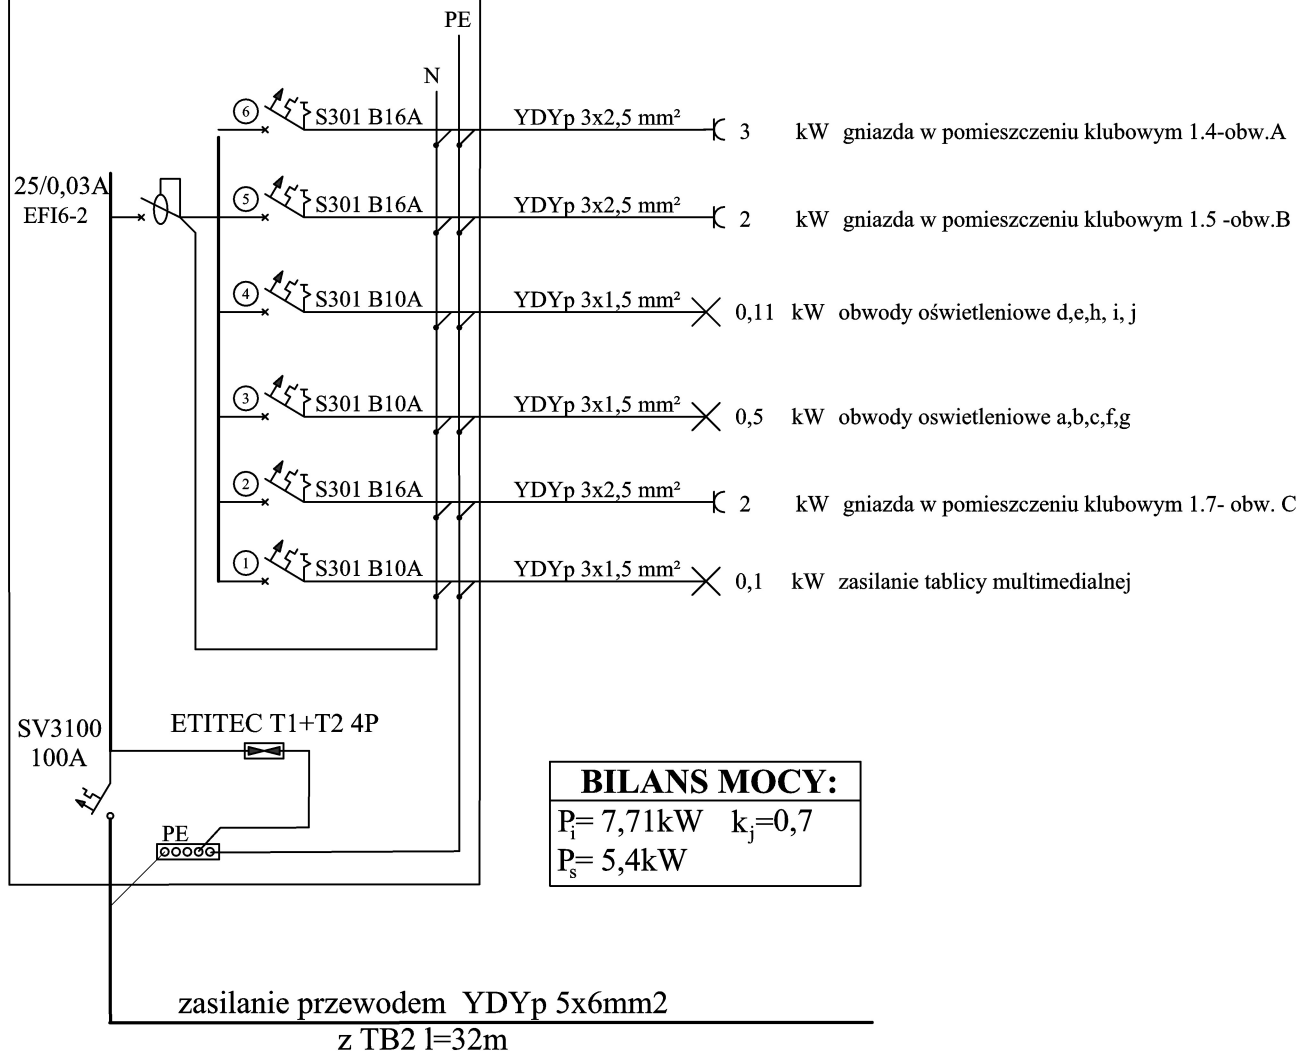 PE
N
6 S301 B16A YDYp 3x2,5 mm² 3 kW gniazda w pomieszczeniu klubowym 1.4-obw.A
25/0,03A
EFI6-2
5 S301 B16A YDYp 3x2,5 mm² 2 kW gniazda w pomieszczeniu klubowym 1.5 -obw.B
4 S301 B10A YDYp 3x1,5 mm² 0,11 kW obwody oświetleniowe d,e,h, i, j
3 S301 B10A YDYp 3x1,5 mm² 0,5 kW obwody oswietleniowe a,b,c,f,g
2 S301 B16A YDYp 3x2,5 mm² 2 kW gniazda w pomieszczeniu klubowym 1.7- obw. C
1 S301 B10A YDYp 3x1,5 mm² 0,1 kW zasilanie tablicy multimedialnej
SV3100
100A
ETITEC T1+T2 4P
PE
BILANS MOCY:
Pi= 7,71kW kj=0,7
Ps= 5,4kW
zasilanie przewodem YDYp 5x6mm2
z TB2 l=32m